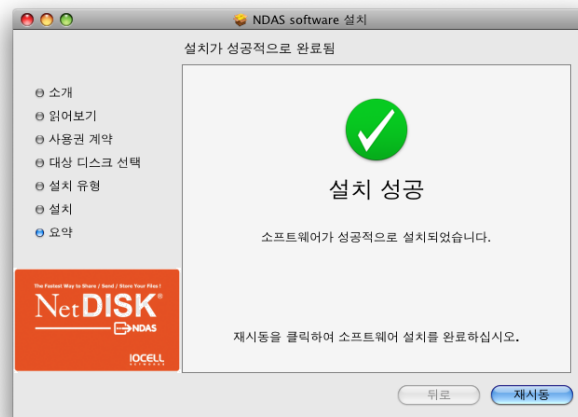 NDAS software 설치
설치가 성공적으로 완료됨
소개
읽어보기
사용권 계약
대상 디스크 선택
설치 유형
설치
요약
설치 성공
소프트웨어가 성공적으로 설치되었습니다.
재시동을 클릭하여 소프트웨어 설치를 완료하십시오.
The Fastest Way to Share / Send / Store Your Files !
NetDISK®
NDAS
IOCELL
NETWORKS
뒤로
재시동